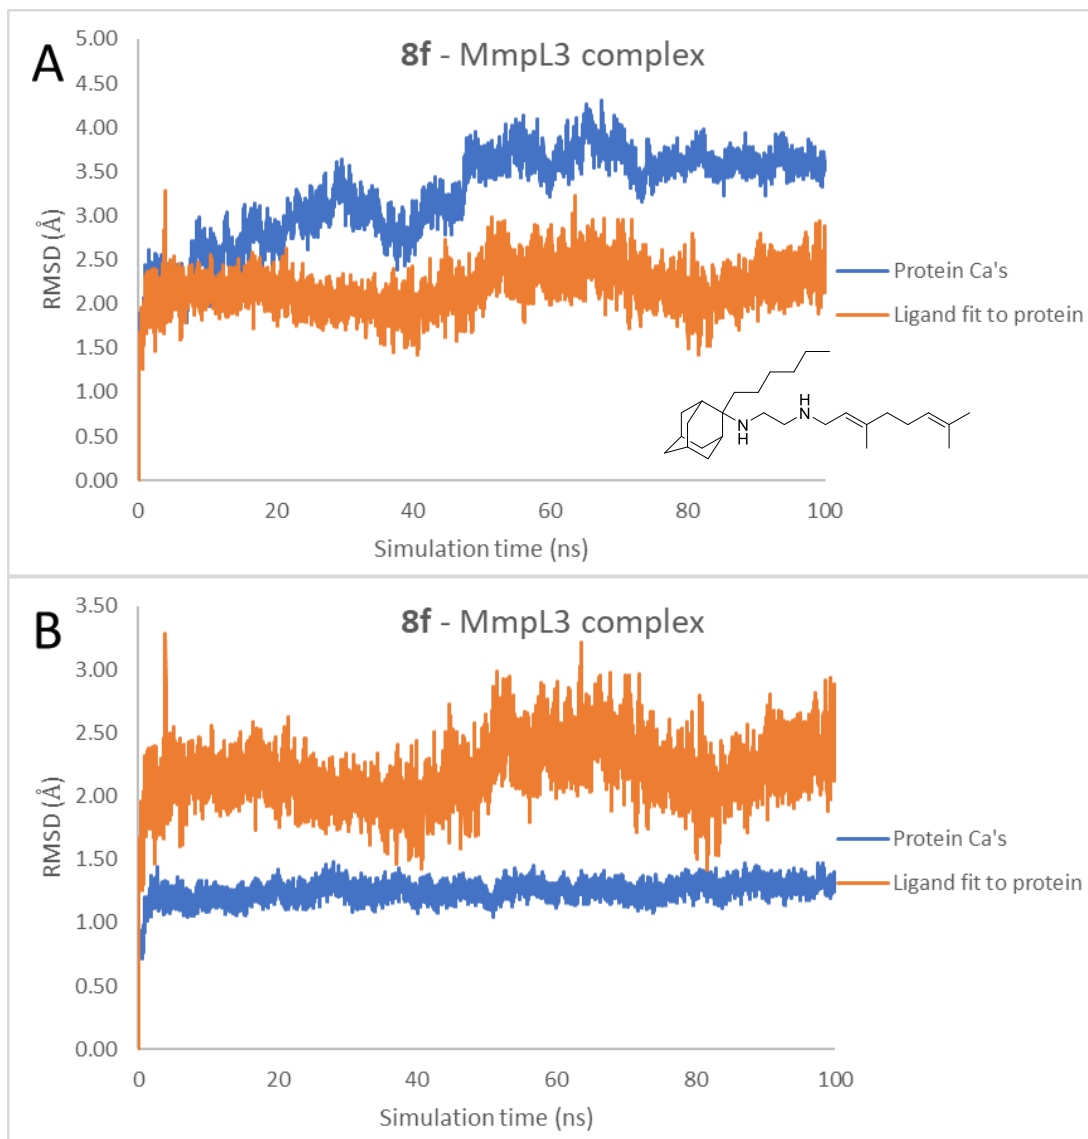 A
8f - MmpL3 complex
5.00
4.50
4.00
3.50
3.00
2.50
2.00
1.50
1.00
0.50
0.00
RMSD (Å)
0 20 40 60 80 100
Simulation time (ns)
Protein Ca's
Ligand fit to protein
N
H
H
N
B
8f - MmpL3 complex
3.50
3.00
2.50
2.00
1.50
1.00
0.50
0.00
RMSD (Å)
0 20 40 60 80 100
Simulation time (ns)
Protein Ca's
Ligand fit to protein